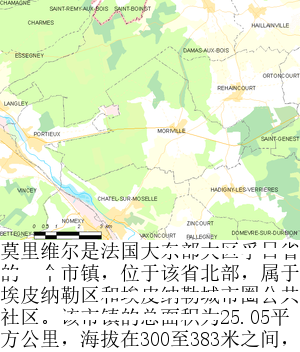 CHAMAGNE
SAINT-REMY-AUX-BOIS
SAINT-BOINGT
CHARMES
HAILLAINVILLE
ESSEGNEY
DAMAS-AUX-BOIS
ORTONCOURT
REHAINCOURT
LANGLEY
PORTIEUX
MORIVILLE
SAINT-GENEST
VINCEY
HADIGNY-LES-VERRIERES
CHATEL-SUR-MOSELLE
NOMEXY
ZINCOURT
VAXONCOURT
PALLEGNEY
DOMEVRE-SUR-DURBION
莫里维尔是法国大东部大区孚日省
的一个市镇，位于该省北部，属于
埃皮纳勒区和埃皮纳勒城市圈公共
社区。该市镇的总面积为25.05平
方公里，海拔在300至383米之间，